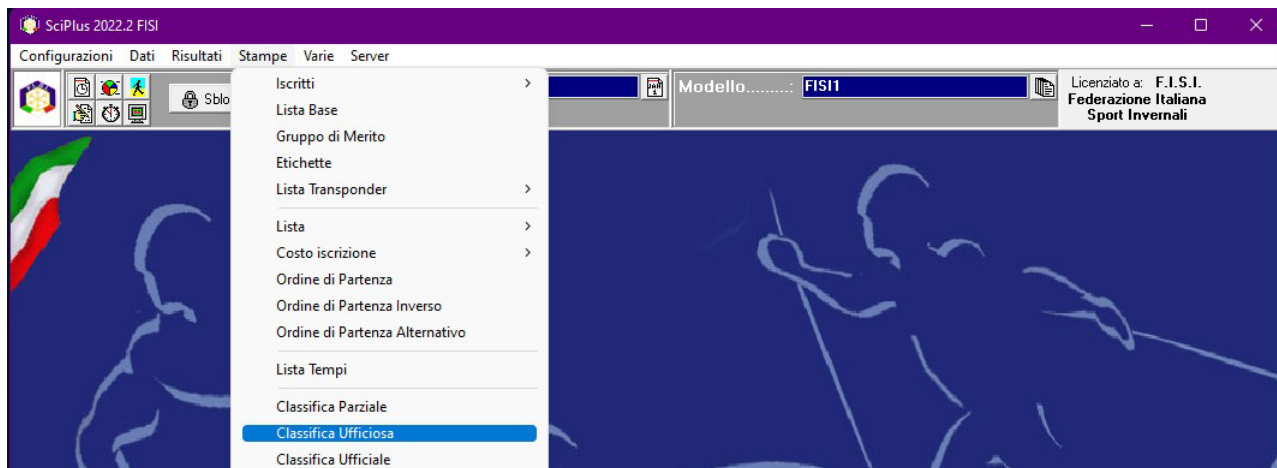 SciPlus 2022.2 FISI
Configurazioni Dati Risultati Stampe Varie Server
Sblo
Modello.........: FISI1
Licenziato a: F.I.S.I.
Federazione Italiana
Sport Invernali
Iscritti
Lista Base
Gruppo di Merito
Etichette
Lista Transponder
Lista
Costo iscrizione
Ordine di Partenza
Ordine di Partenza Inverso
Ordine di Partenza Alternativo
Lista Tempi
Classifica Parziale
Classifica Ufficiosa
Classifica Ufficiale